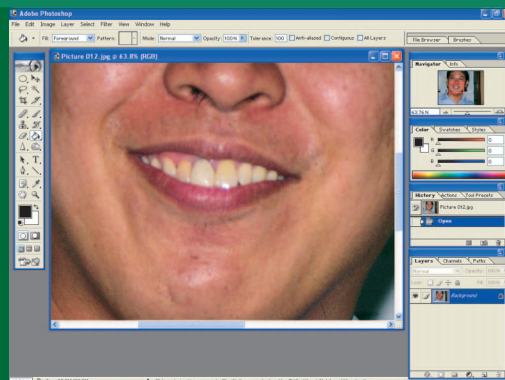 Adobe Photoshop
File Edit Image Layer Select Filter View Window Help
Fill: Foreground Pattern: Mode: Normal Opacity: 100% Tolerance: 100 Anti-aliased Contiguous All Layers
File Browser Brushes
Picture 012.jpg @ 63.8% (RGB)
Navigator Info
63.76%
Color Swatches Styles
R 0
G 0
B 0
History Actions Tool Presets
Picture 012.jpg
Open
Layers Channels Paths
Normal Opacity: 100%
Lock: Fill: 100%
Background